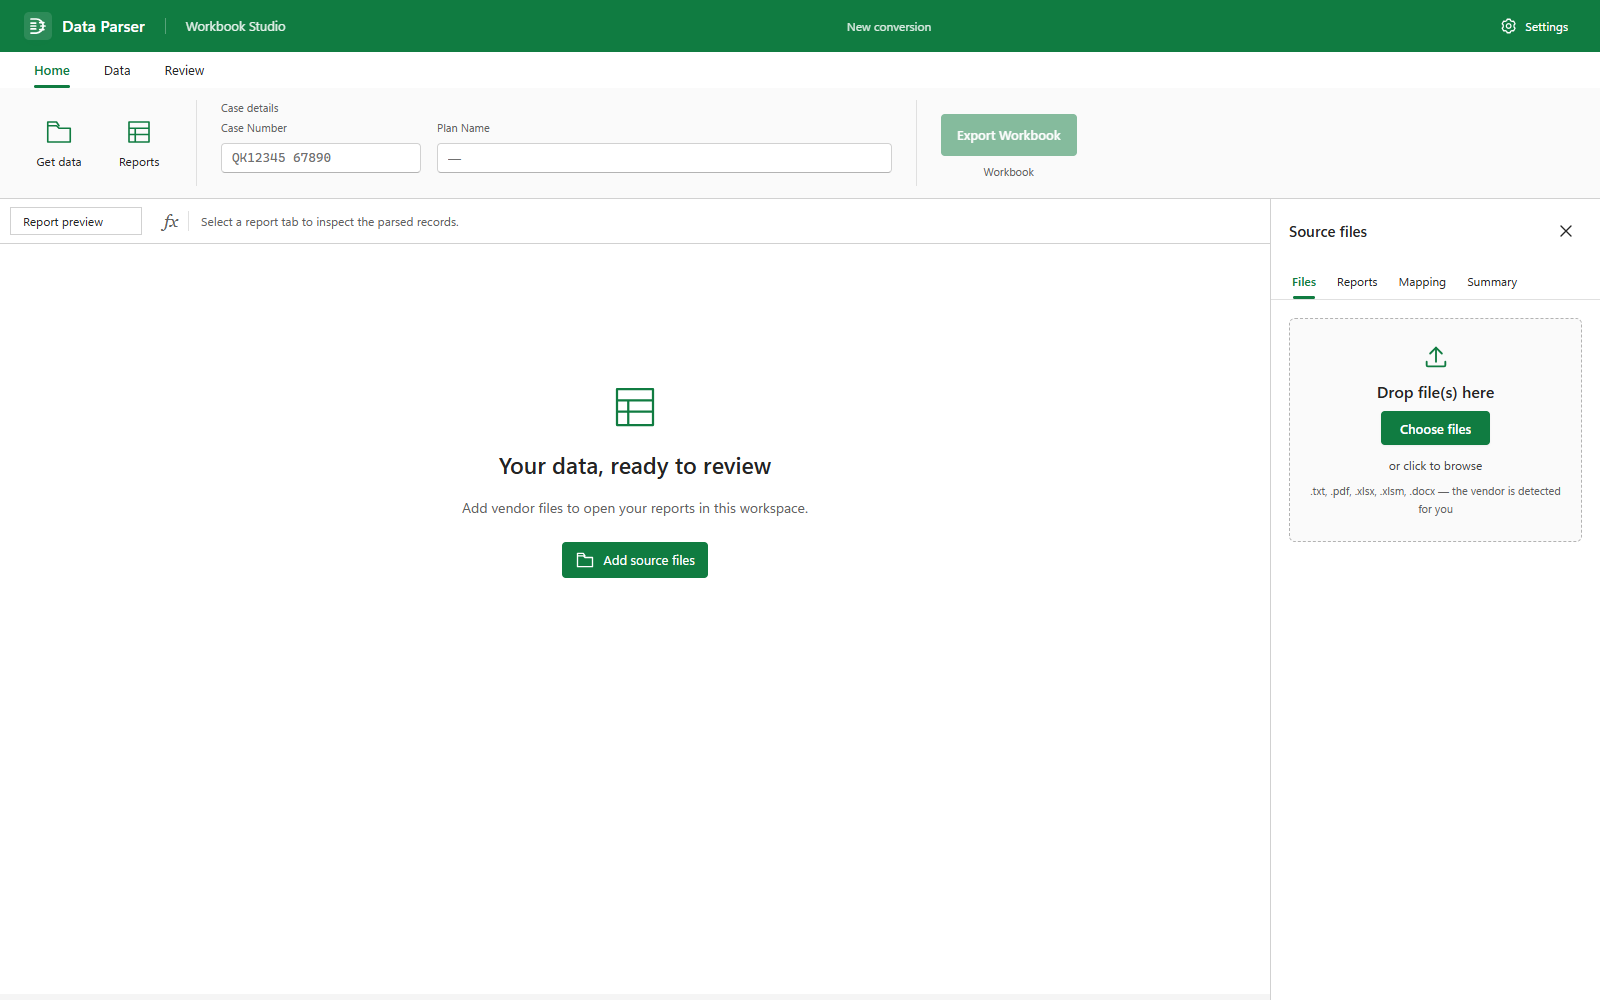 Data Parser
Workbook Studio
New conversion
Settings
Home
Data
Review
Get data
Reports
Case details
Case Number
Plan Name
QK12345 67890
—
Export Workbook
Workbook
Report preview
fx
Select a report tab to inspect the parsed records.
Your data, ready to review
Add vendor files to open your reports in this workspace.
Add source files
Source files
Files
Reports
Mapping
Summary
Drop file(s) here
Choose files
or click to browse
.txt, .pdf, .xlsx, .xlsm, .docx — the vendor is detected
for you